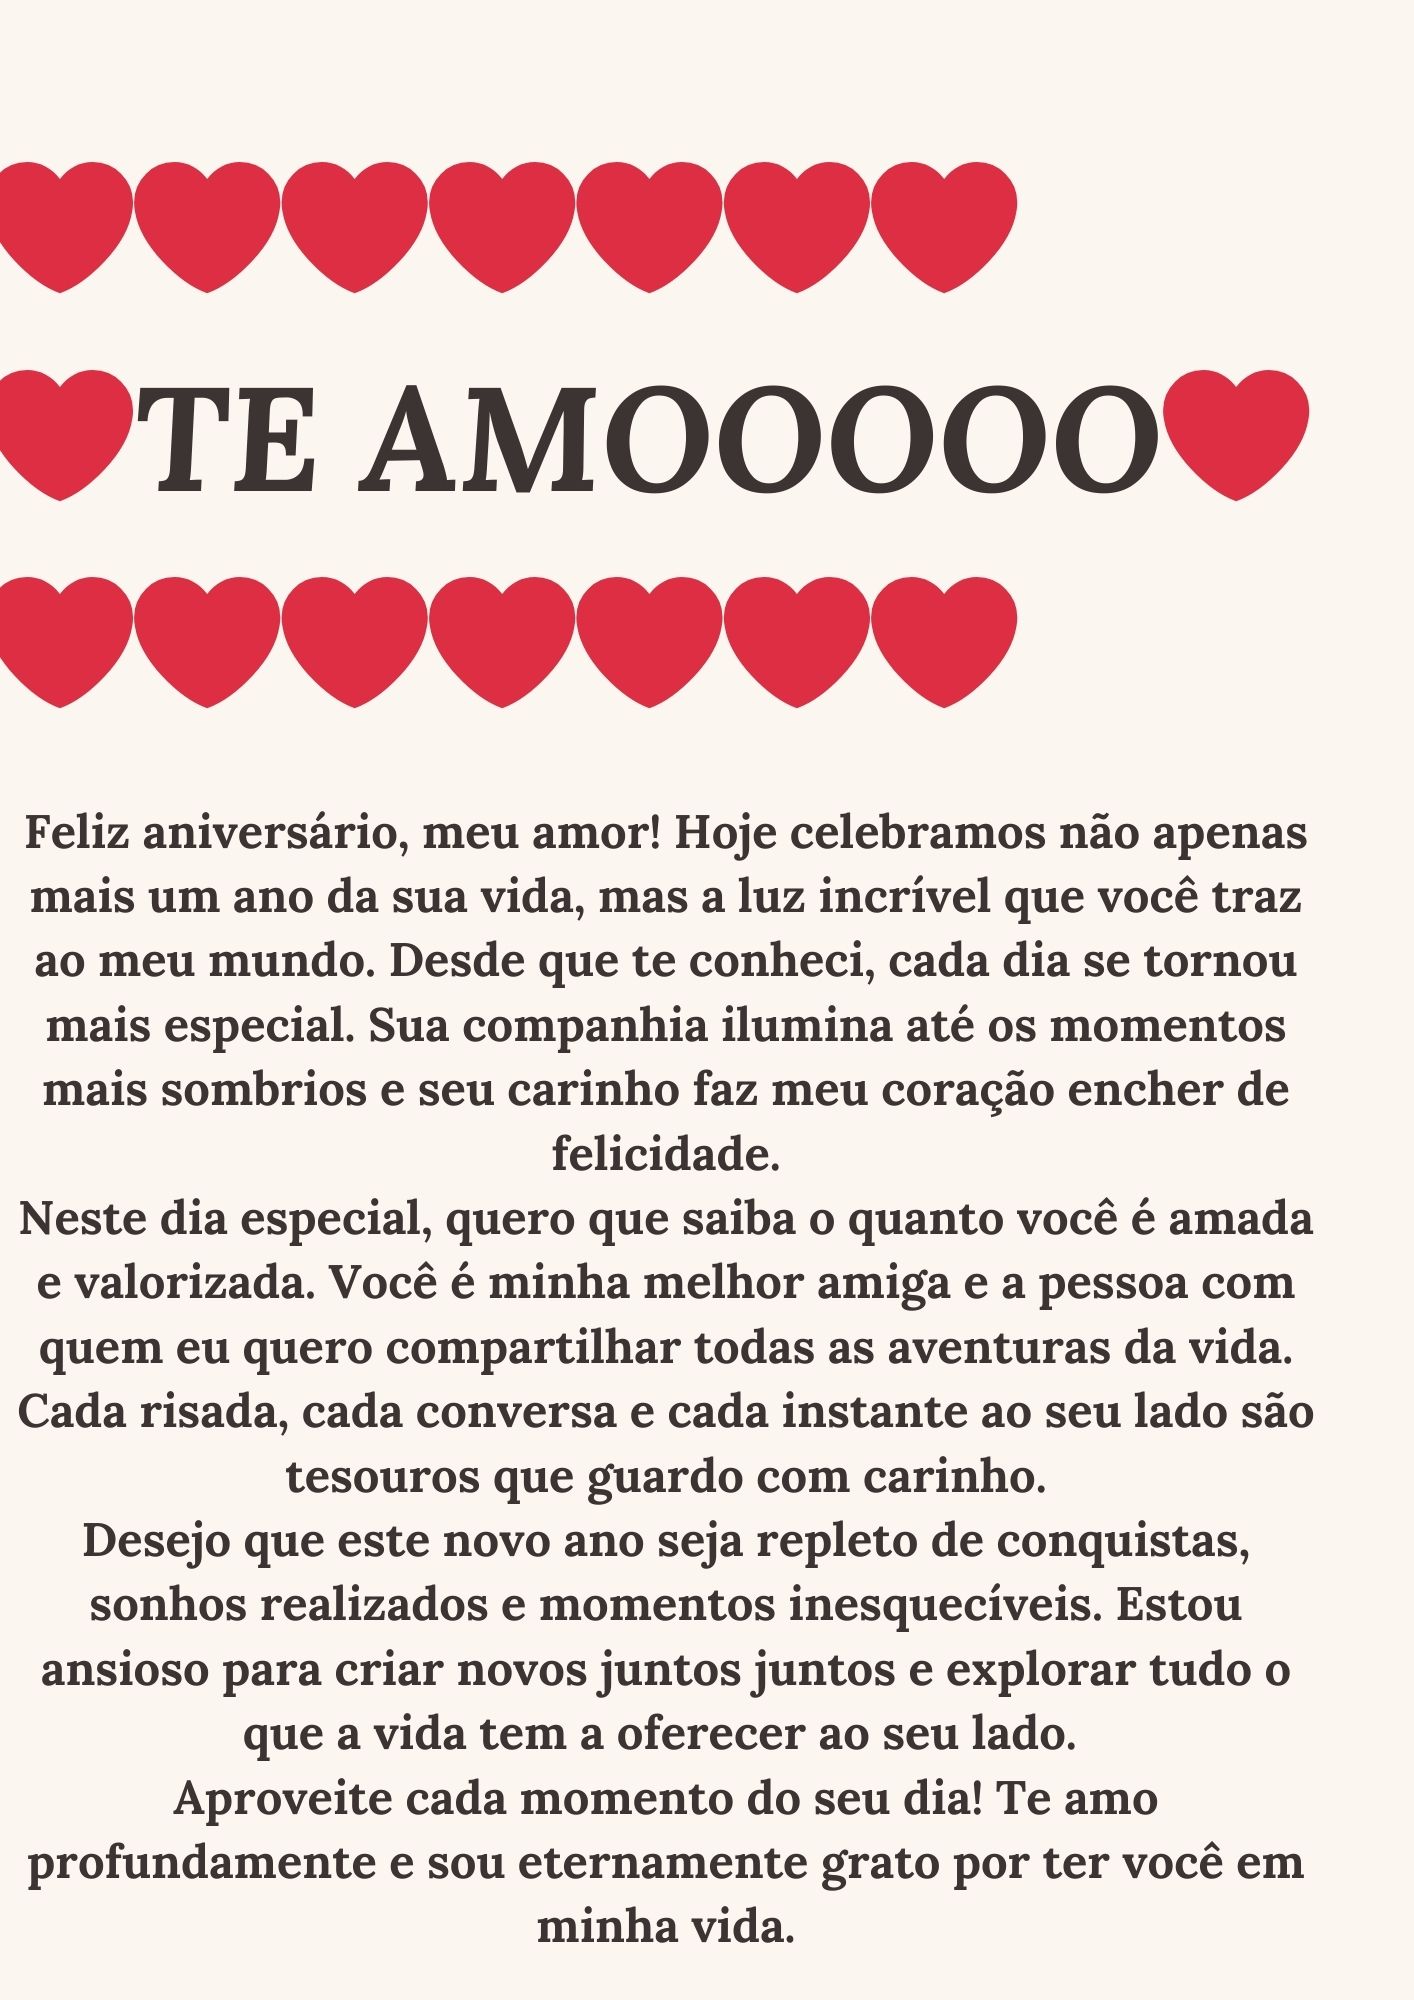 ❤❤❤❤❤❤❤
❤TE AMOOOOO❤
❤❤❤❤❤❤❤
Feliz aniversário, meu amor! Hoje celebramos não apenas
mais um ano da sua vida, mas a luz incrível que você traz
ao meu mundo. Desde que te conheci, cada dia se tornou
mais especial. Sua companhia ilumina até os momentos
mais sombrios e seu carinho faz meu coração encher de
felicidade.
Neste dia especial, quero que saiba o quanto você é amada
e valorizada. Você é minha melhor amiga e a pessoa com
quem eu quero compartilhar todas as aventuras da vida.
Cada risada, cada conversa e cada instante ao seu lado são
tesouros que guardo com carinho.
Desejo que este novo ano seja repleto de conquistas,
sonhos realizados e momentos inesquecíveis. Estou
ansioso para criar novos juntos juntos e explorar tudo o
que a vida tem a oferecer ao seu lado.
Aproveite cada momento do seu dia! Te amo
profundamente e sou eternamente grato por ter você em
minha vida.